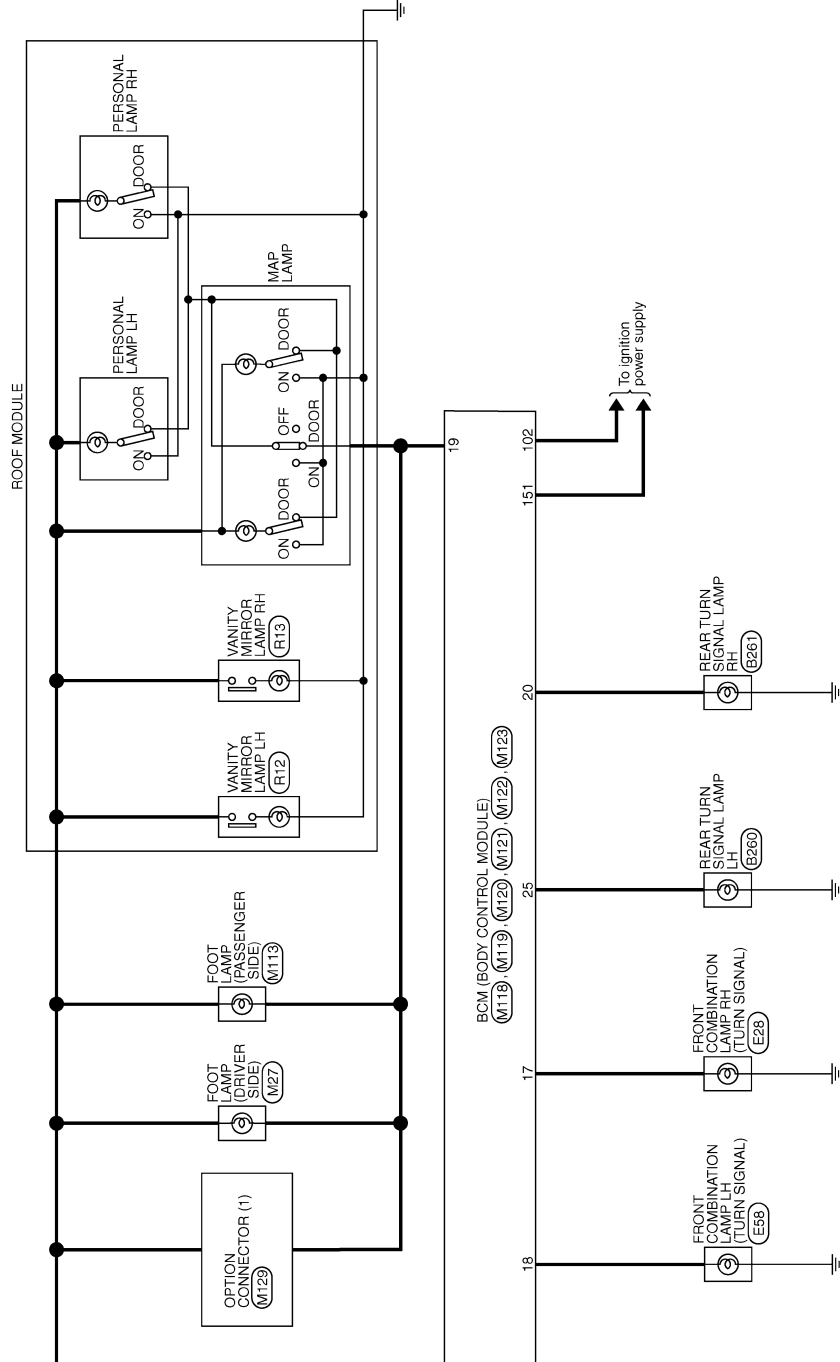 ROOF MODULE
PERSONAL
LAMP RH
DOOR
ON
PERSONAL
LAMP LH
DOOR
ON
MAP
LAMP
DOOR
ON
OFF
DOOR
ON
DOOR
ON
VANITY
MIRROR
LAMP RH
R13
VANITY
MIRROR
LAMP LH
R12
FOOT
LAMP
(PASSENGER
SIDE)
M113
FOOT
LAMP
(DRIVER
SIDE)
M27
OPTION
CONNECTOR (1)
M129
19
102
151
To ignition
power supply
BCM (BODY CONTROL MODULE)
M118 , M119 , M120 , M121 , M122 , M123
20
REAR TURN
SIGNAL LAMP
RH
B261
25
REAR TURN
SIGNAL LAMP
LH
B260
17
FRONT
COMBINATION
LAMP RH
(TURN SIGNAL)
E28
18
FRONT
COMBINATION
LAMP LH
(TURN SIGNAL)
E58